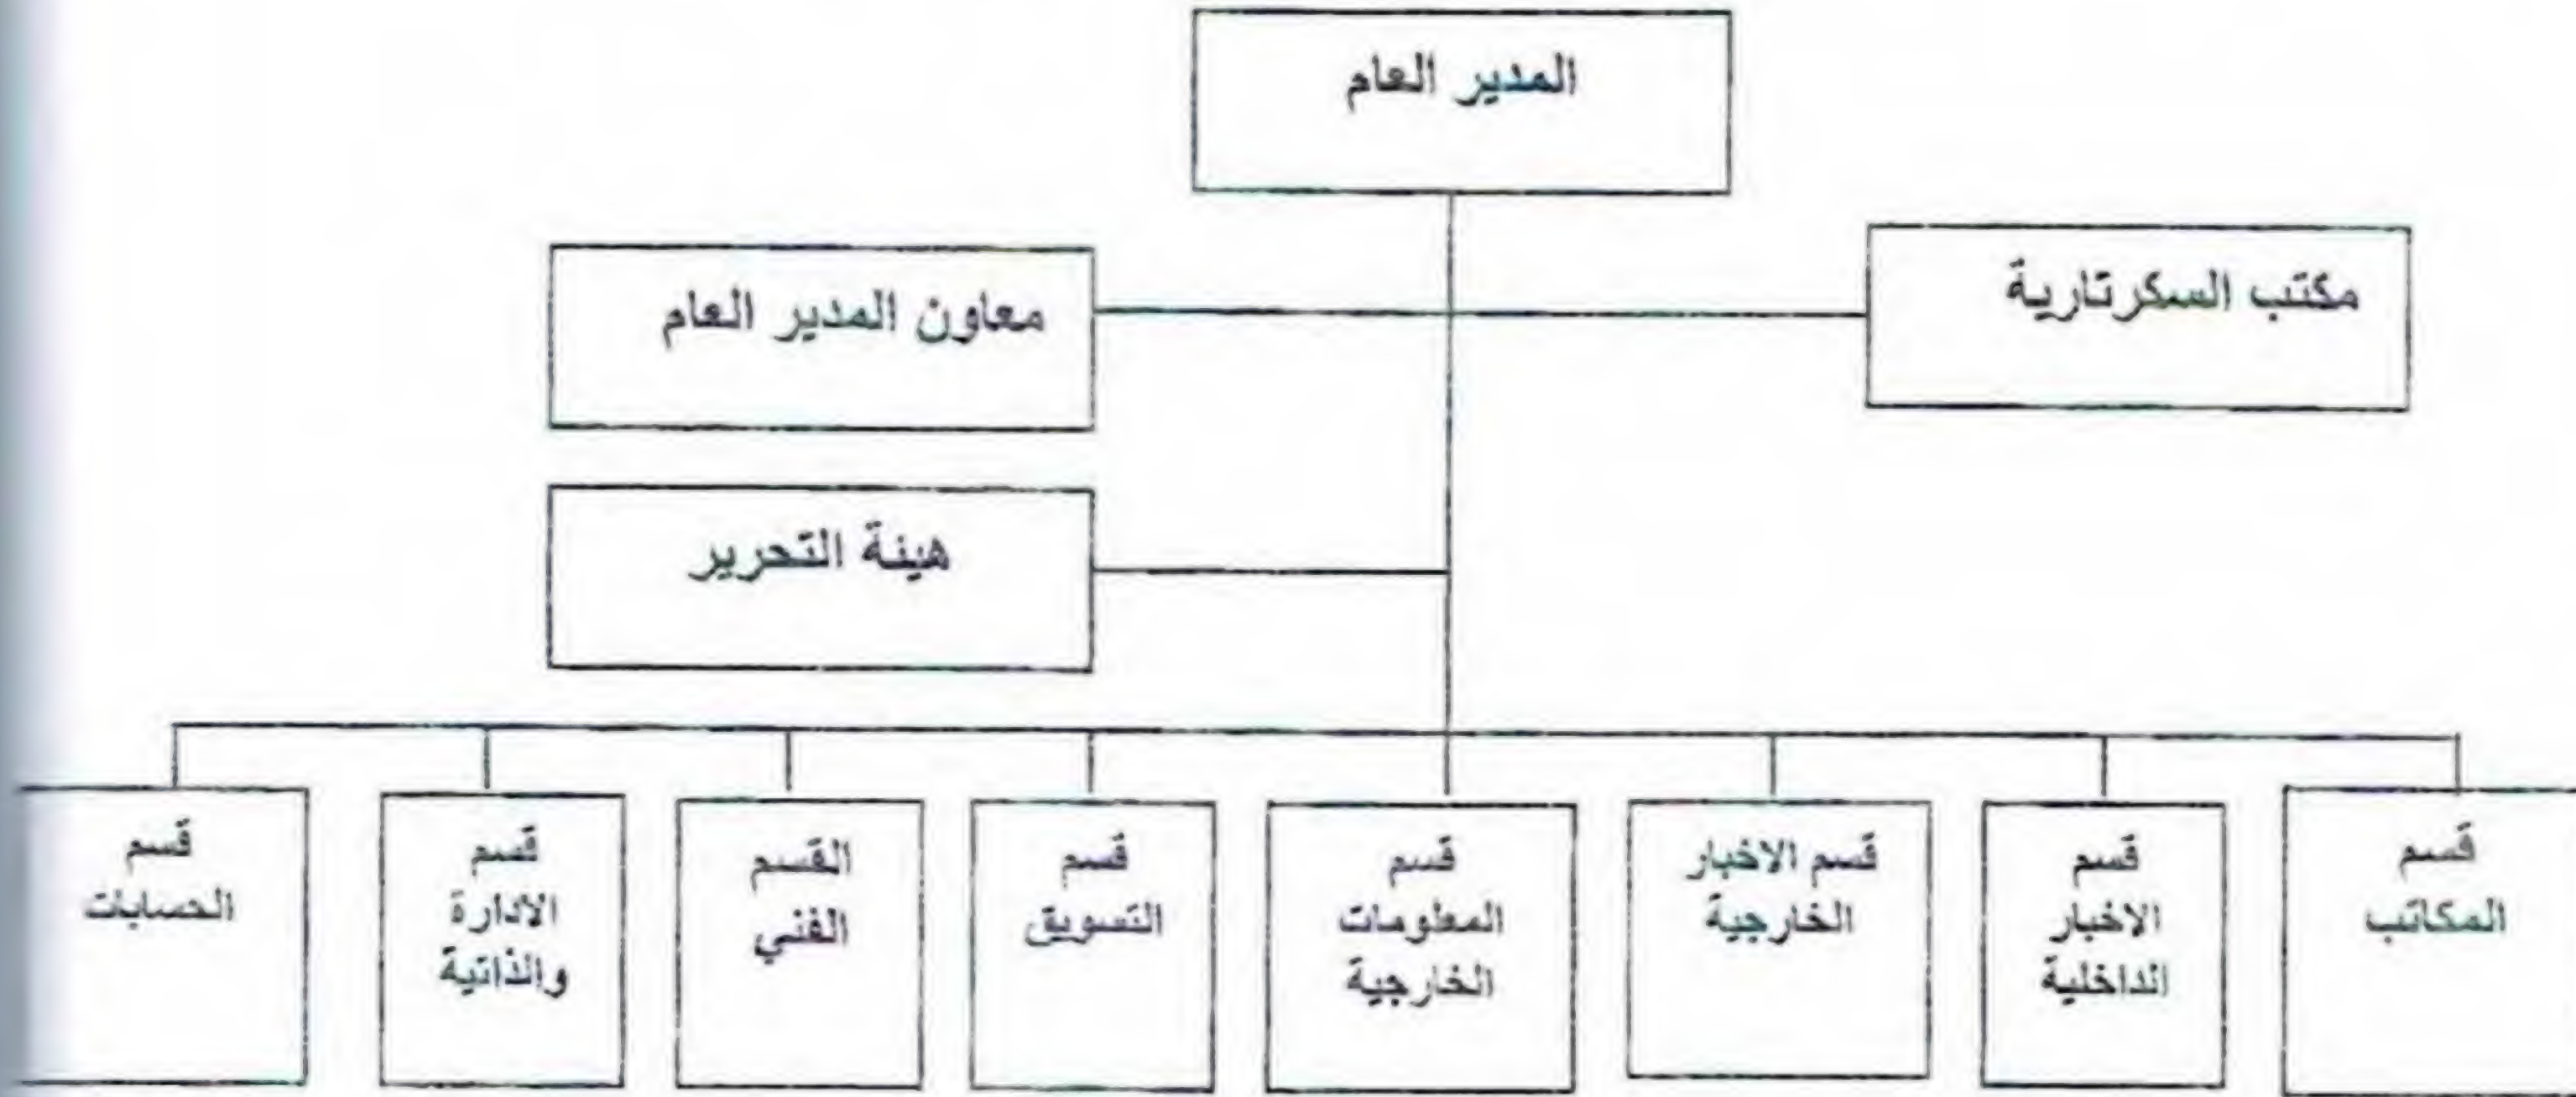 المدير العام
مكتب السكرتارية
معاون المدير العام
هيئة التحرير
قسم
المكاتب
قسم
الاخبار
الداخلية
قسم الاخبار
الخارجية
قسم
المعلومات
الخارجية
قسم
التسويق
القسم
الفني
قسم
الادارة
والذاتية
قسم
الحسابات